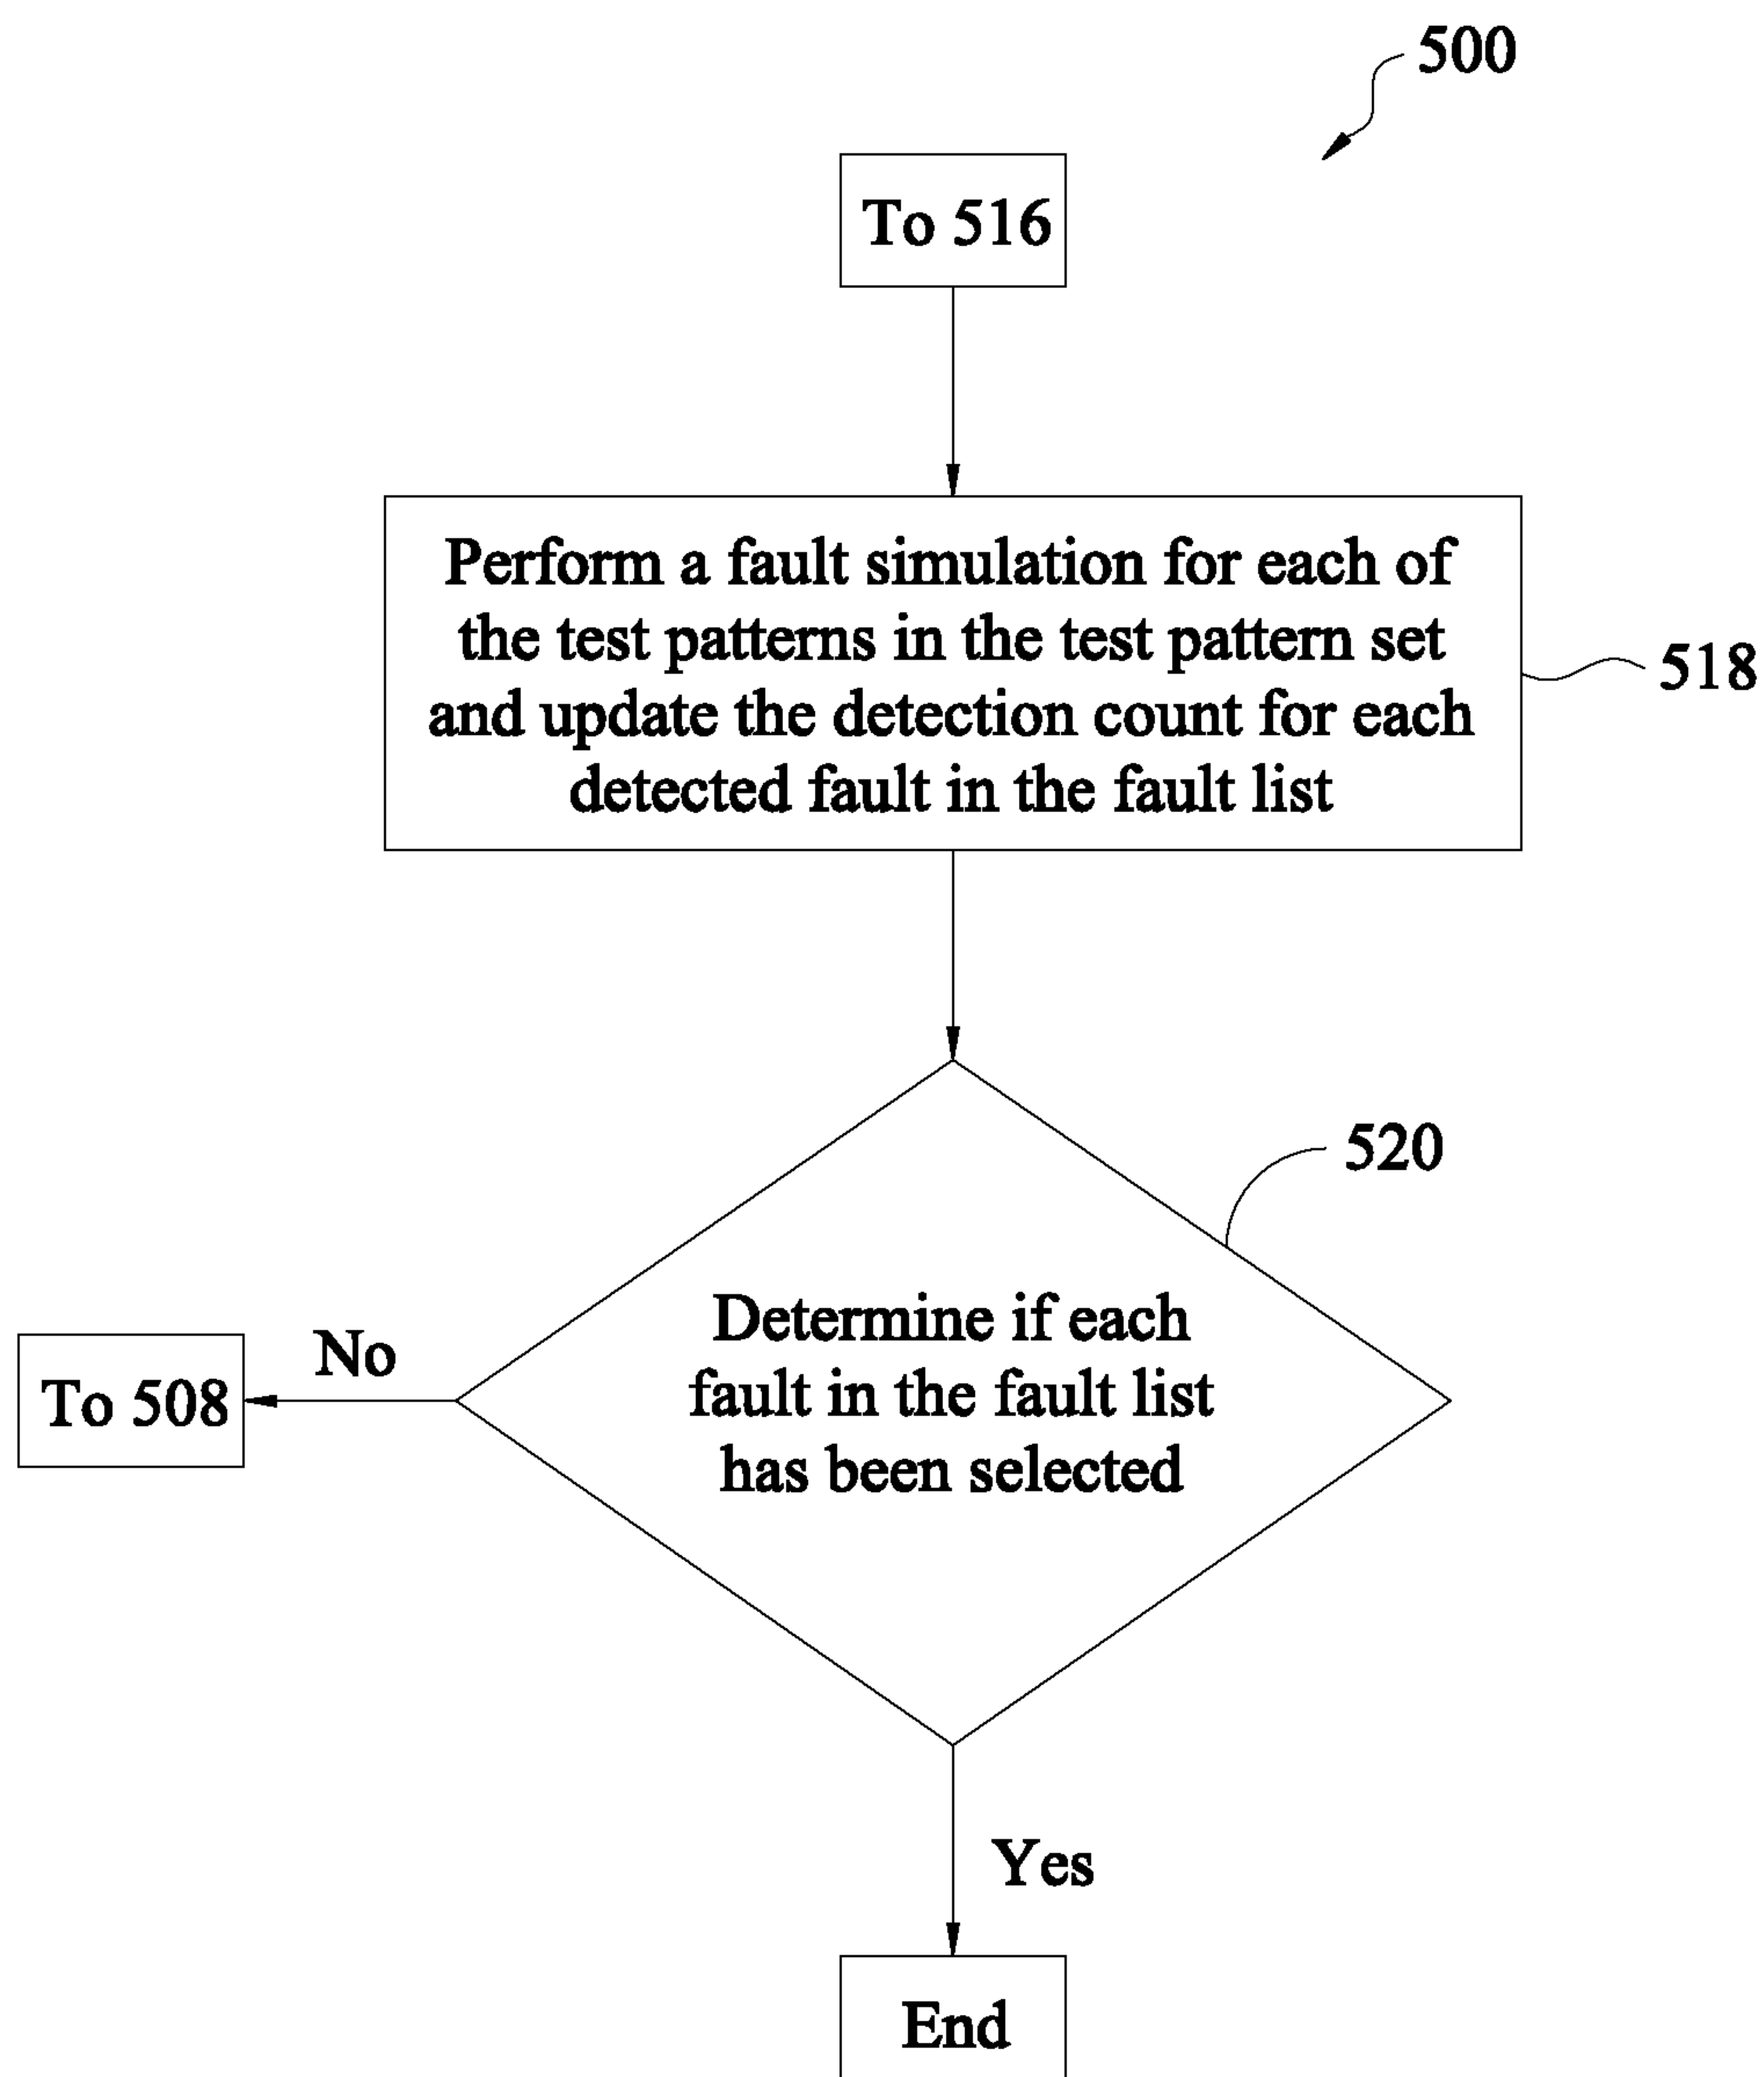 500
To 516
Perform a fault simulation for each of
the test patterns in the test pattern set
and update the detection count for each
detected fault in the fault list
518
520
Determine if each
fault in the fault list
has been selected
No
To 508
Yes
End